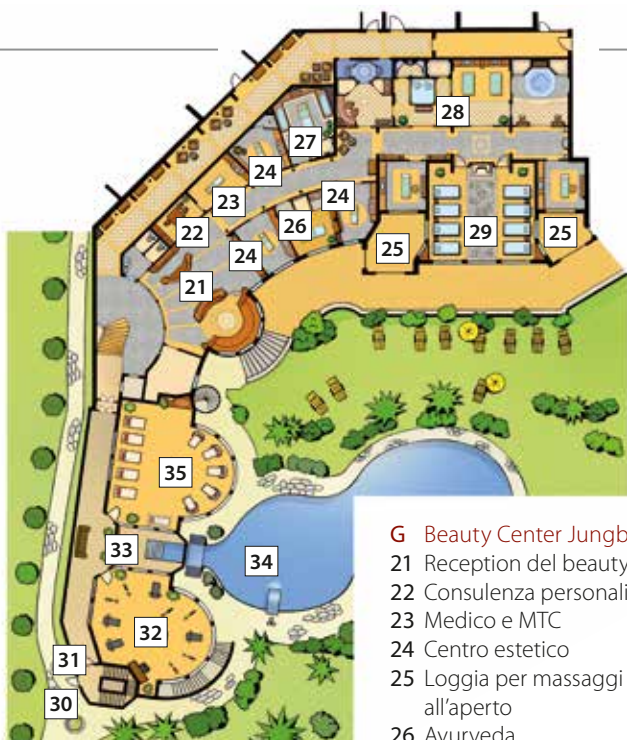 28
27
24
23
24
22
26
24
29
25
25
21
35
33
34
32
31
30
G Beauty Center Jungb
21 Reception del beauty
22 Consulenza personali
23 Medico e MTC
24 Centro estetico
25 Loggia per massaggi
all'aperto
26 Ayurveda